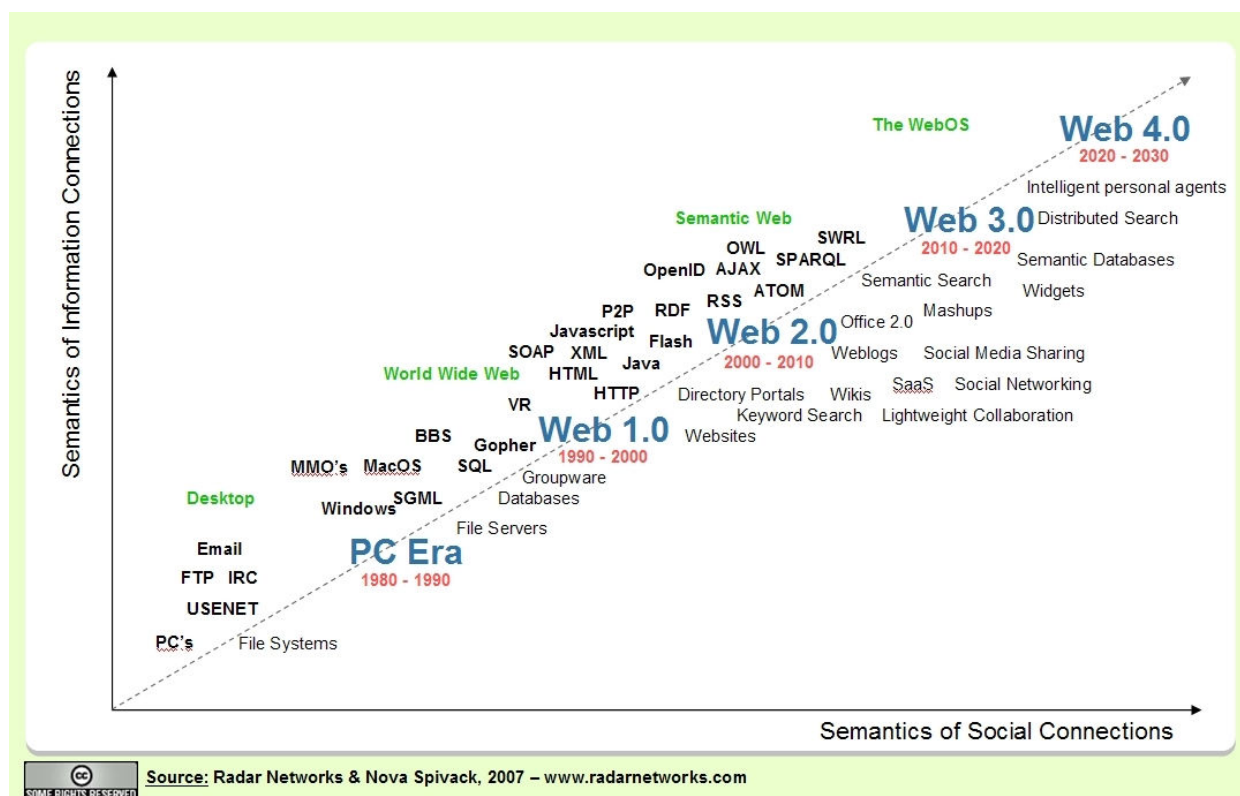 Semantics of Information Connections
The WebOS
Web 4.0
2020 - 2030
Intelligent personal agents
Semantic Web
Web 3.0
Distributed Search
2010 - 2020
SWRL
OWL
SPARQL
Semantic Databases
OpenID
AJAX
Semantic Search
Widgets
ATOM
RSS
P2P
RDF
Mashups
Javascript
Web 2.0
Office 2.0
Flash
SOAP
XML
2000 - 2010
Weblogs
Social Media Sharing
Java
World Wide Web
HTML
HTTP
Directory Portals
Wikis
SaaS
Social Networking
VR
Keyword Search
Lightweight Collaboration
BBS
Gopher
Web 1.0
Websites
1990 - 2000
MMO's
MacOS
SQL
Groupware
Desktop
Windows
SGML
Databases
File Servers
Email
PC Era
1980 - 1990
FTP
IRC
USENET
PC's
File Systems
Semantics of Social Connections
cc
SOME RIGHTS RESERVED
Source: Radar Networks & Nova Spivack, 2007 – www.radarnetworks.com